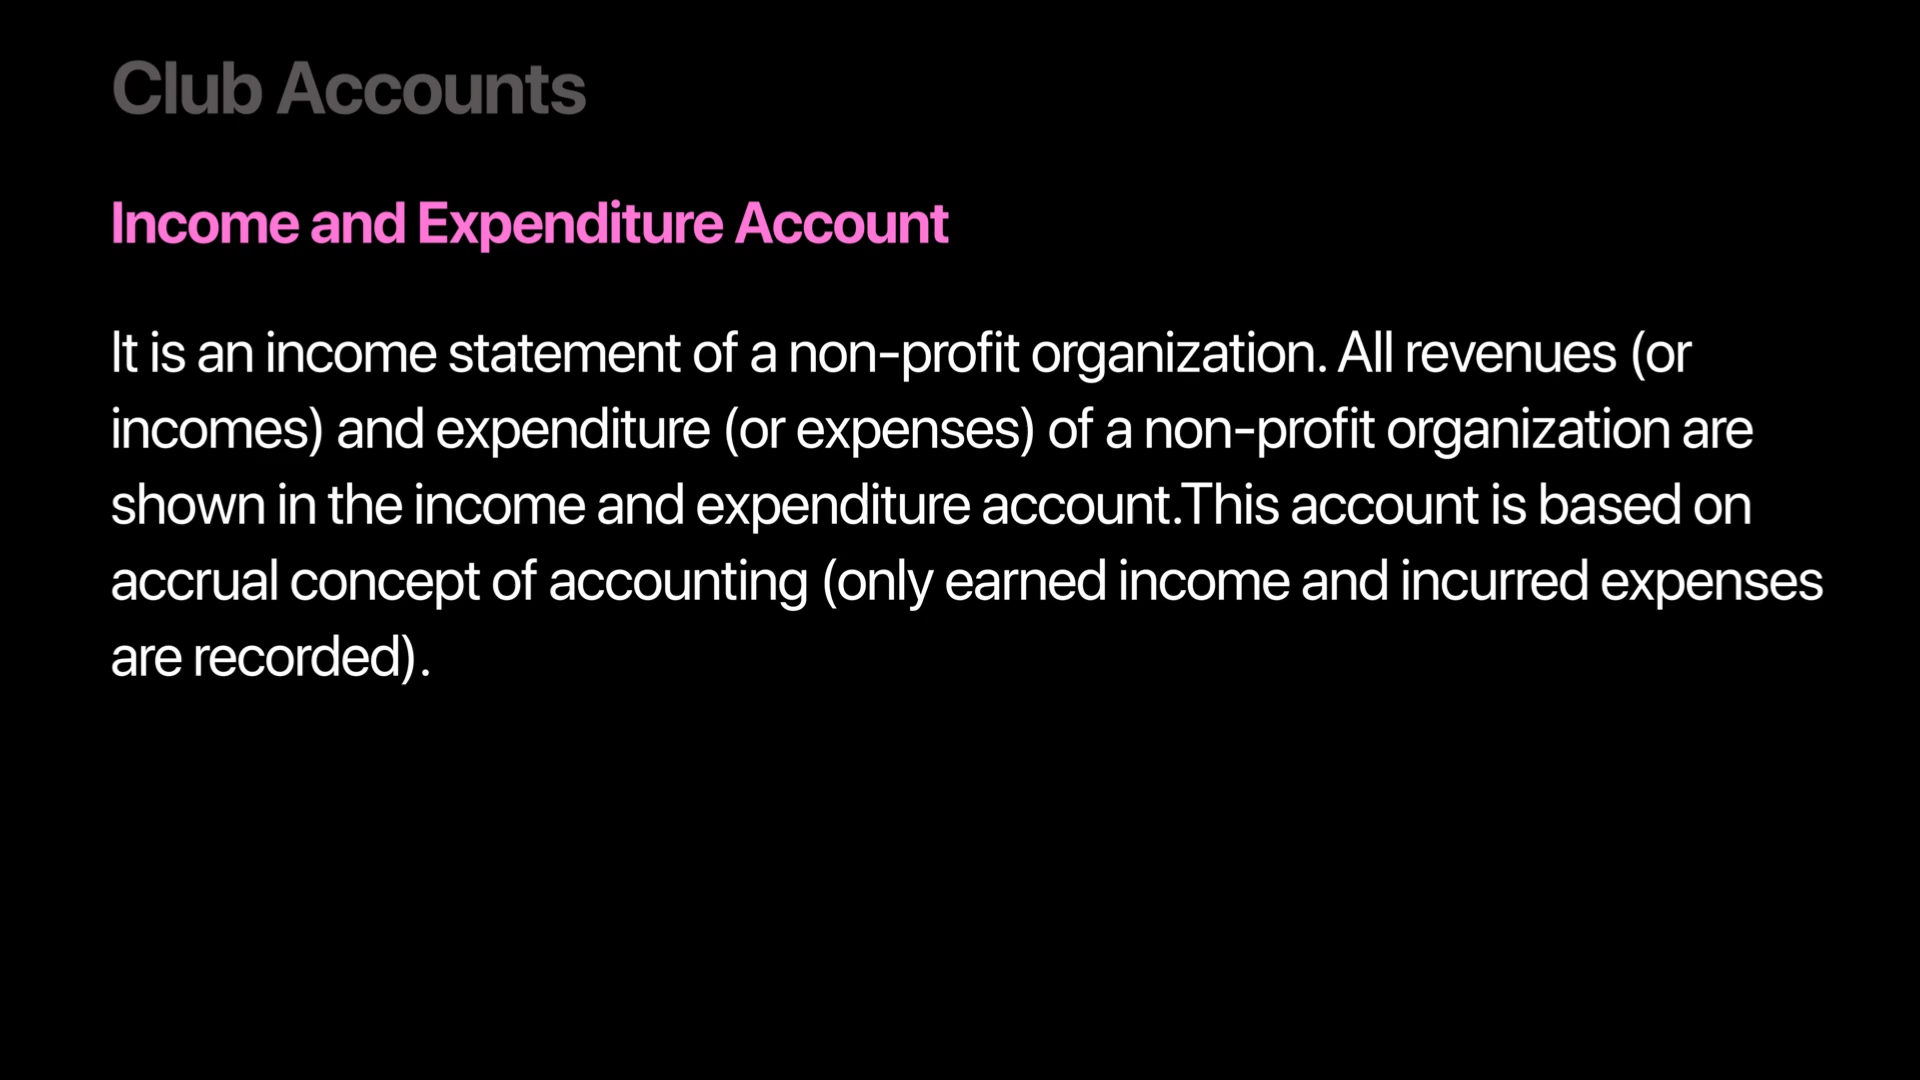 Club Accounts
Income and Expenditure Account
It is an income statement of a non-profit organization. All revenues (or
incomes) and expenditure (or expenses) of a non-profit organization are
shown in the income and expenditure account.This account is based on
accrual concept of accounting (only earned income and incurred expenses
are recorded).